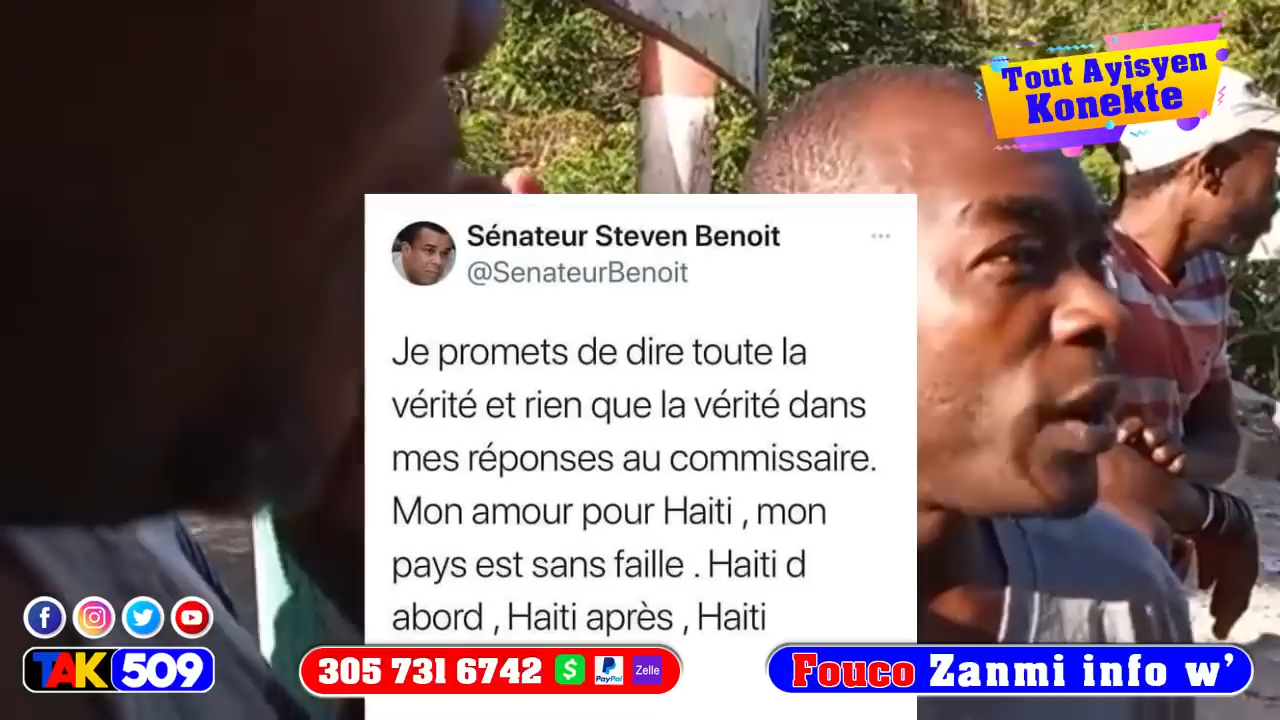 Tout Ayisyen
Konekte
Sénateur Steven Benoit
@SenateurBenoit
Je promets de dire toute la
vérité et rien que la vérité dans
mes réponses au commissaire.
Mon amour pour Haiti , mon
pays est sans faille . Haiti d
abord , Haiti après , Haiti
TAK 509
305 731 6742 $ PayPal Zelle
Fouco Zanmi info w'